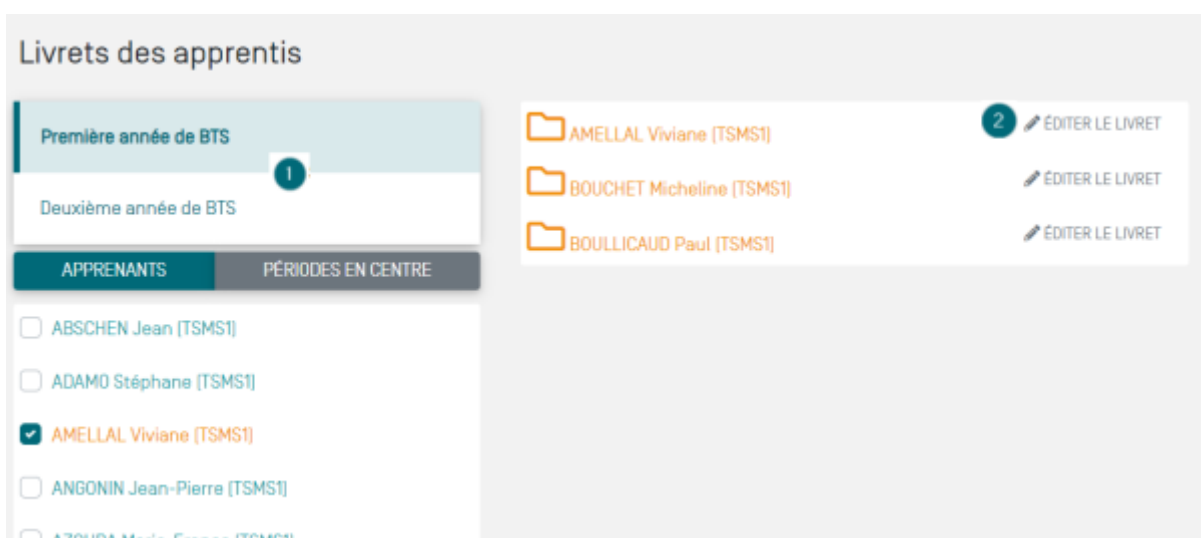 Livrets des apprentis
Première année de BTS
1
Deuxième année de BTS
APPRENANTS PÉRIODES EN CENTRE
ABSCHEN Jean (TSMS1)
ADAMO Stéphane (TSMS1)
AMELLAL Viviane (TSMS1)
ANGONIN Jean-Pierre (TSMS1)
AMELLAL Viviane (TSMS1) 2 ÉDITER LE LIVRET
BOUCHET Micheline (TSMS1) ÉDITER LE LIVRET
BOULLICAUD Paul (TSMS1) ÉDITER LE LIVRET